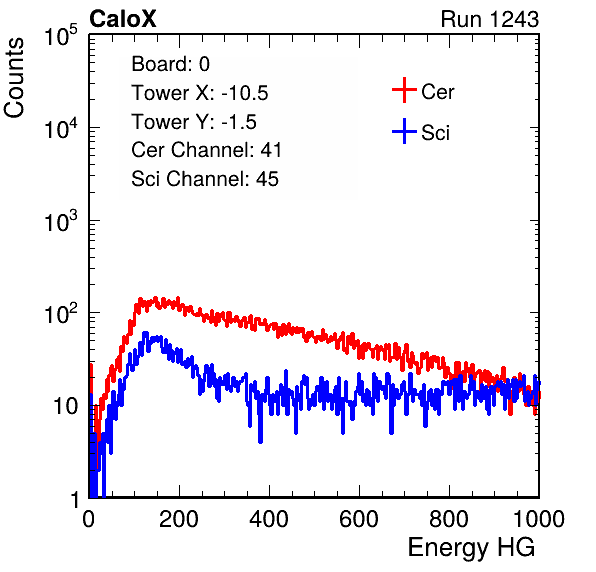 CaloX Run 1243
Counts
10^5
10^4
10^3
10^2
10
1
Board: 0
Tower X: -10.5
Tower Y: -1.5
Cer Channel: 41
Sci Channel: 45
Cer
Sci
0 200 400 600 800 1000
Energy HG